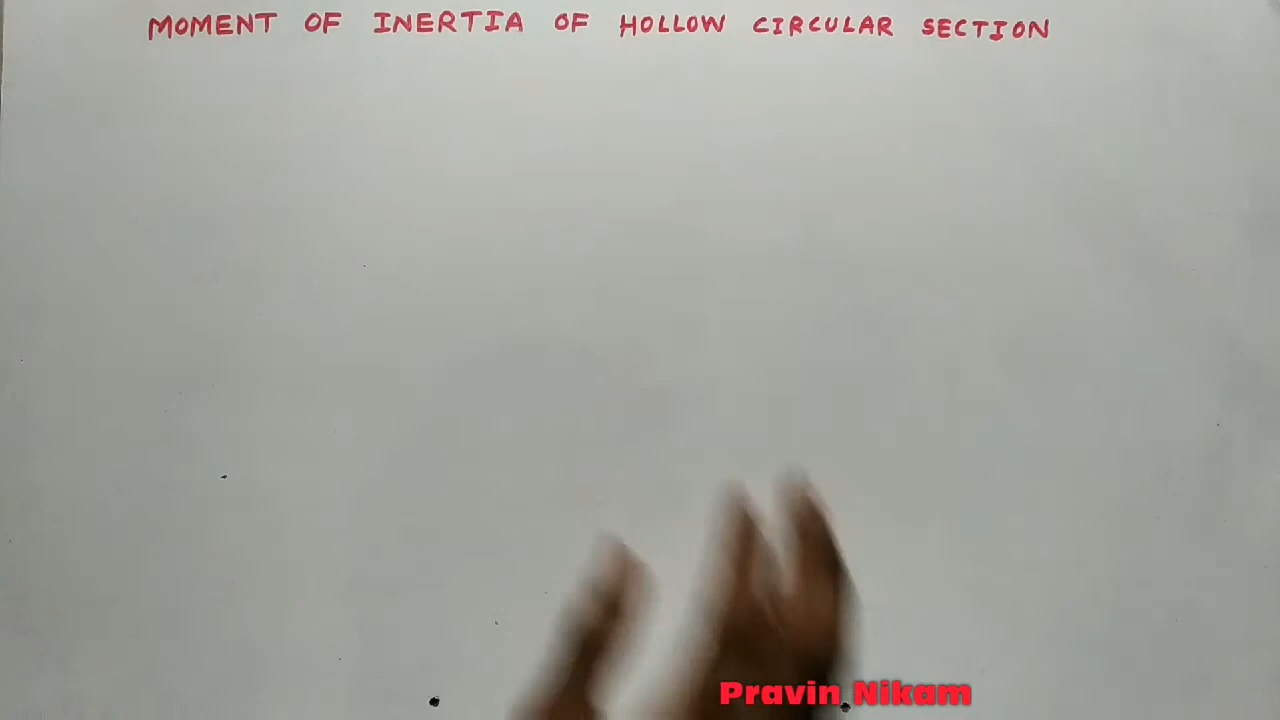 MOMENT OF INERTIA OF HOLLOW CIRCULAR SECTION
Pravin Nikam